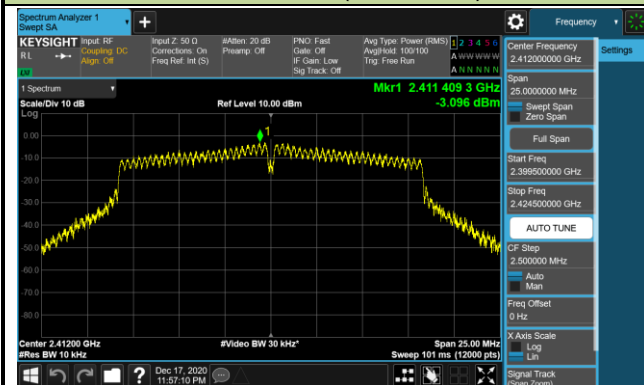 Spectrum Analyzer 1
Swept SA
Frequency
KEYSIGHT
RL
LXI
Input: RF
Coupling: DC
Align: Off
Input Z: 50 Ω
Corrections: On
Freq Ref: Int (S)
#Atten: 20 dB
Preamp: Off
PNO: Fast
Gate: Off
IF Gain: Low
Sig Track: Off
Avg Type: Power (RMS)
Avg|Hold: 100/100
Trig: Free Run
1 2 3 4 5 6
A W W W W W
A N N N N N
Center Frequency
2.412000000 GHz
Settings
Span
25.0000000 MHz
Swept Span
Zero Span
Full Span
Start Freq
2.399500000 GHz
Stop Freq
2.424500000 GHz
AUTO TUNE
CF Step
2.500000 MHz
Auto
Man
Freq Offset
0 Hz
X Axis Scale
Log
Lin
Signal Track
(Span Zoom)
1 Spectrum
Scale/Div 10 dB
Log
Ref Level 10.00 dBm
Mkr1 2.411 409 3 GHz
-3.096 dBm
1
0.00
-10.0
-20.0
-30.0
-40.0
-50.0
-60.0
-70.0
-80.0
Center 2.41200 GHz
#Res BW 10 kHz
#Video BW 30 kHz*
Span 25.00 MHz
Sweep 101 ms (12000 pts)
?
Dec 17, 2020
11:57:10 PM